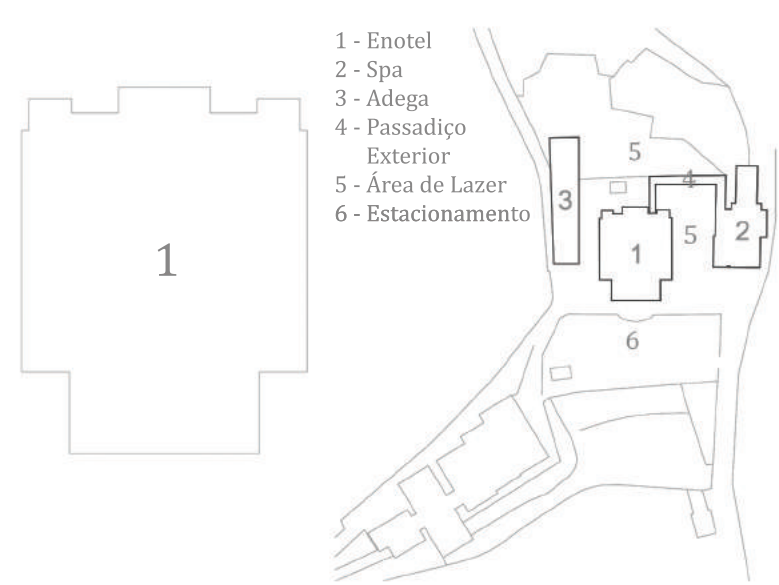 1 - Enotel
2 - Spa
3 - Adega
4 - Passadiço
Exterior
5 - Área de Lazer
6 - Estacionamento
1
5
4
3
5
2
1
6